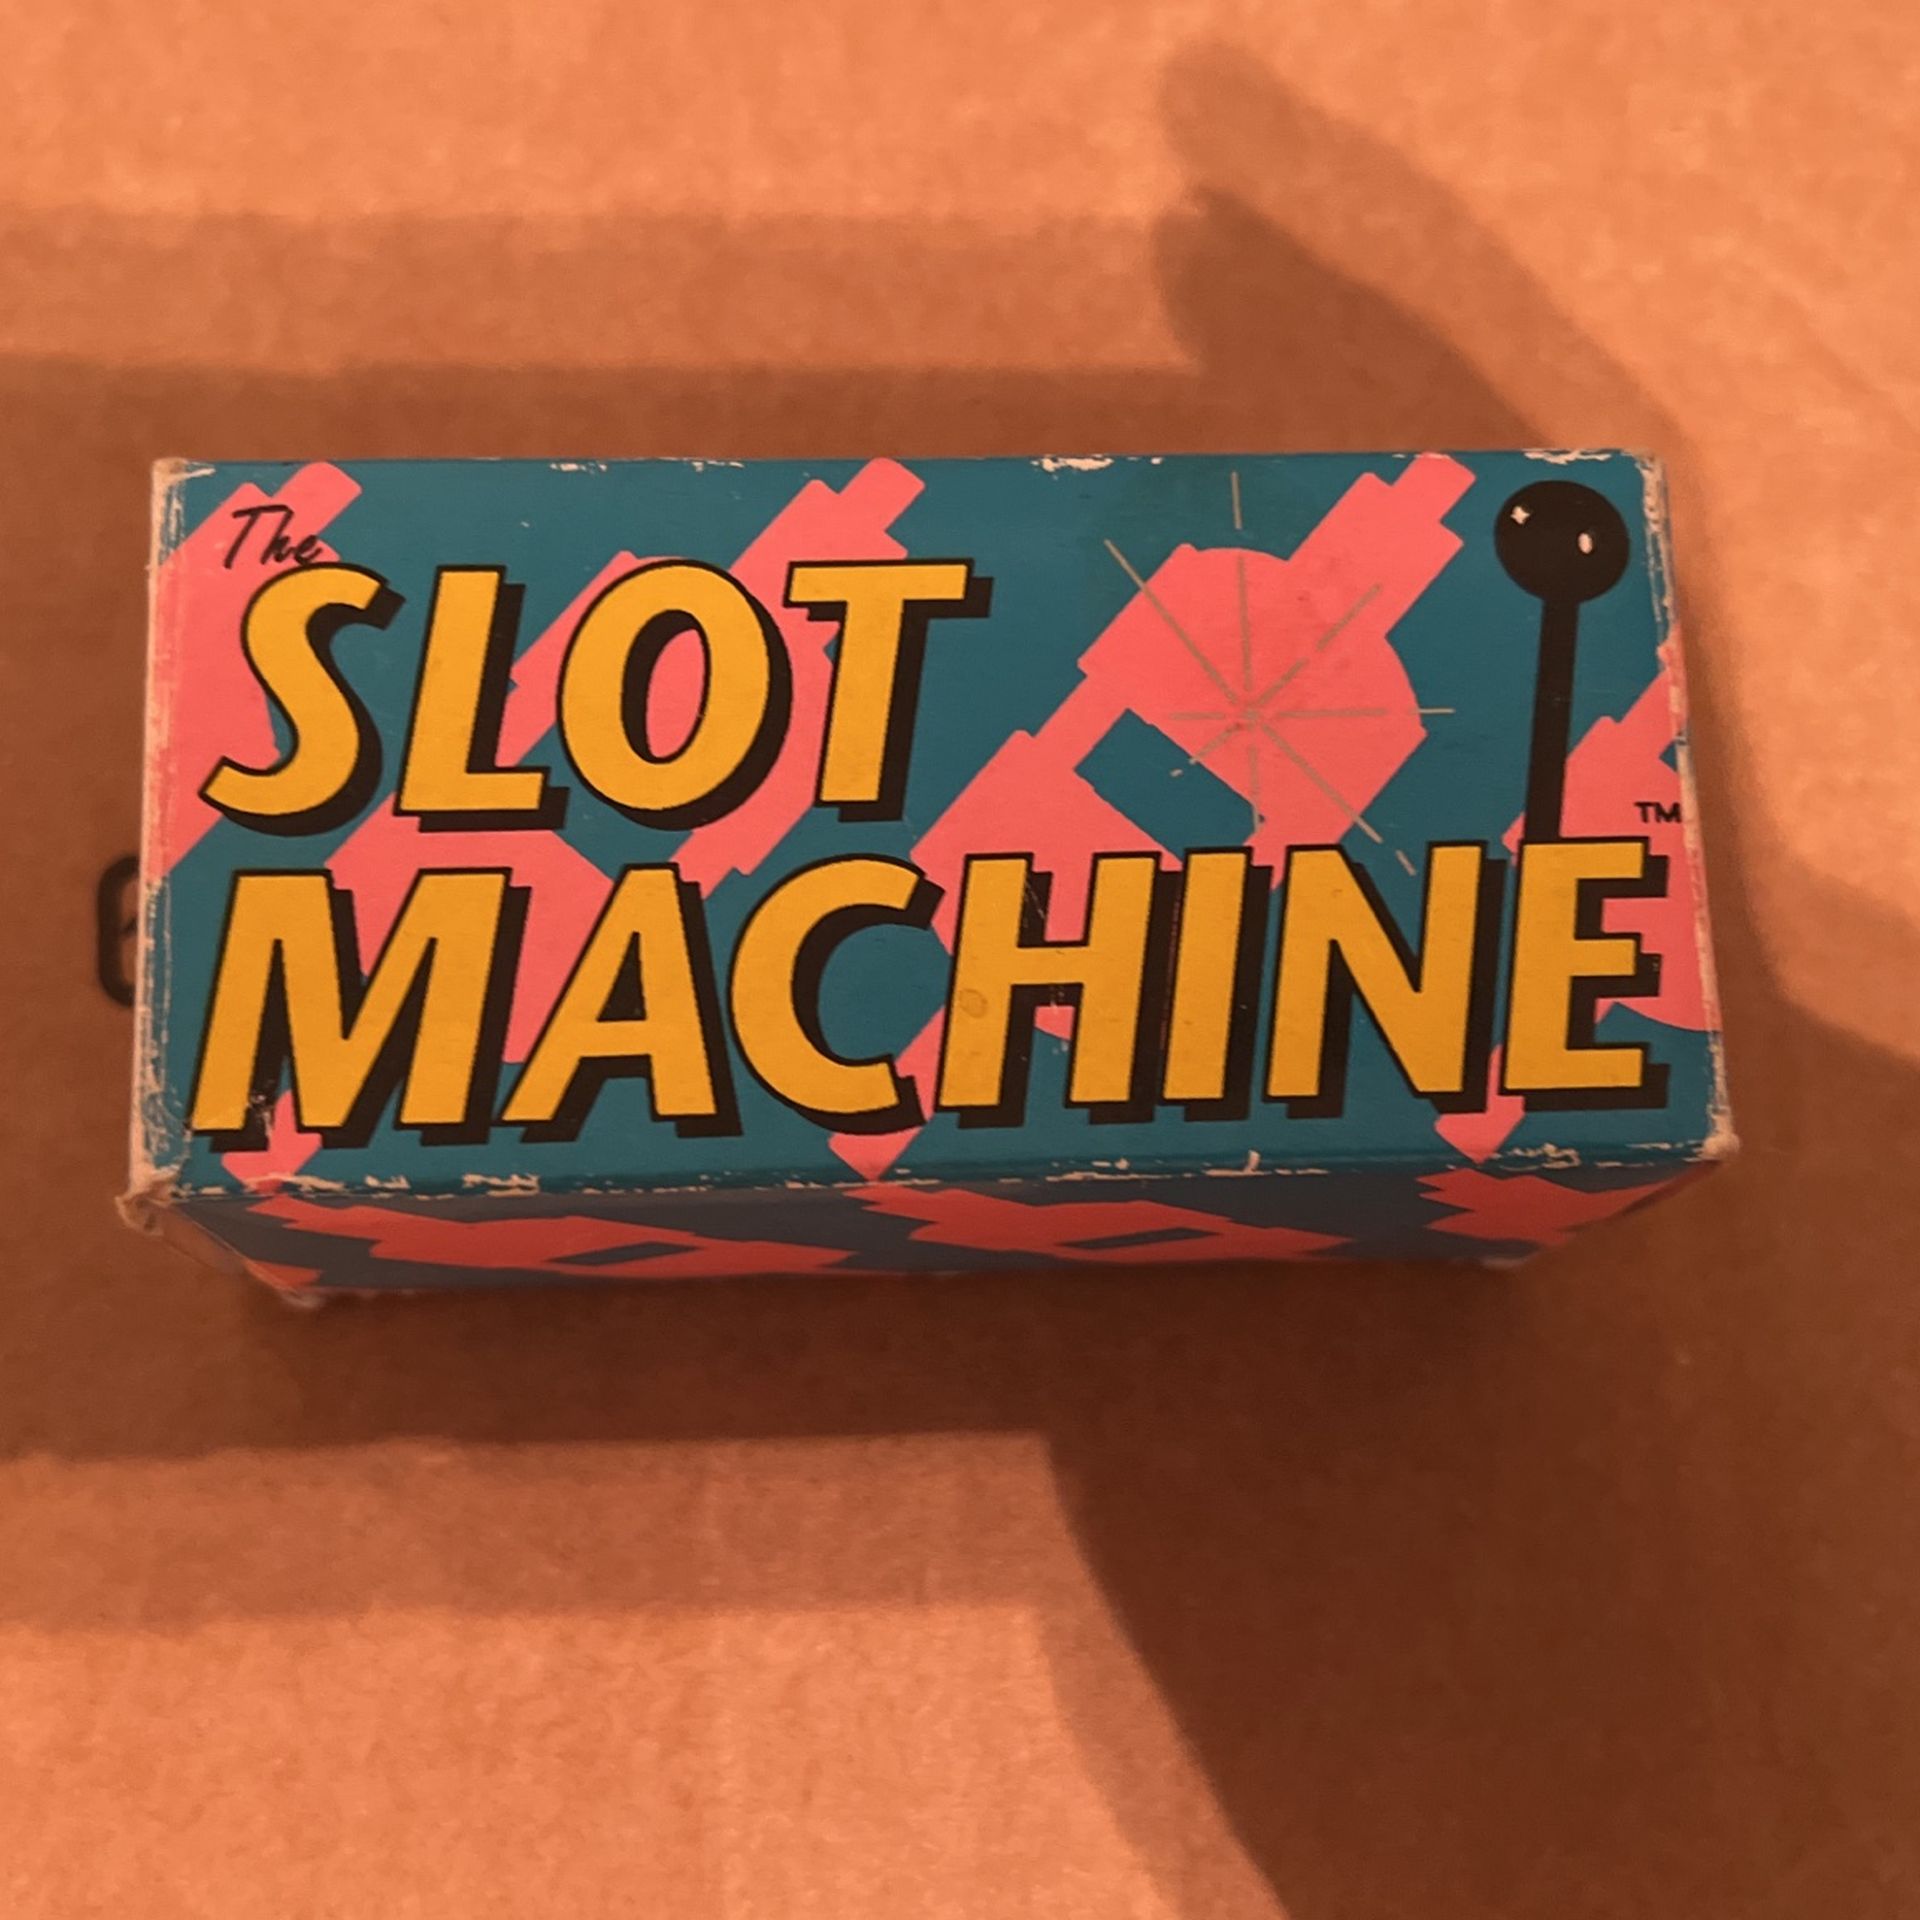 The
SLOT
TM
MACHINE